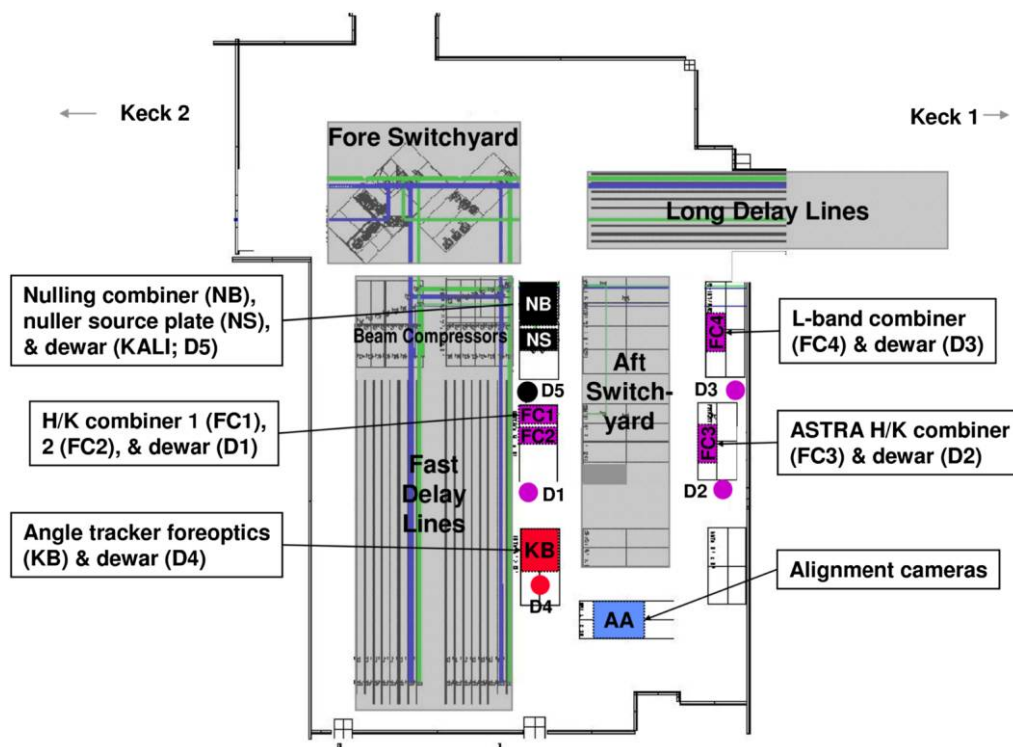 Keck 2
Keck 1
Fore Switchyard
Long Delay Lines
Nulling combiner (NB),
nuller source plate (NS),
& dewar (KALI; D5)
NB
NS
Beam Compressors
D5
FC4
L-band combiner
(FC4) & dewar (D3)
D3
Aft
Switch-
yard
H/K combiner 1 (FC1),
2 (FC2), & dewar (D1)
FC1
FC2
FC3
ASTRA H/K combiner
(FC3) & dewar (D2)
Fast
Delay
Lines
D1
D2
Angle tracker foreoptics
(KB) & dewar (D4)
KB
D4
Alignment cameras
AA